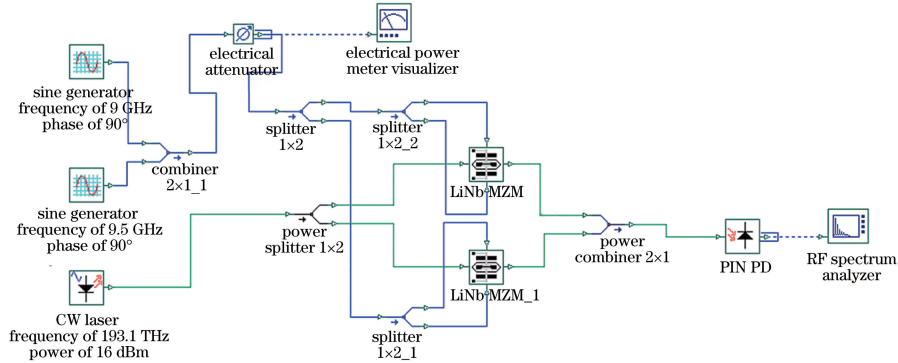 electrical
attenuator
electrical power
meter visualizer
sine generator
frequency of 9 GHz
phase of 90°
combiner
2×1_1
splitter
1×2
splitter
1×2_2
LiNb MZM
sine generator
frequency of 9.5 GHz
phase of 90°
power
splitter 1×2
power
combiner 2×1
PIN PD
RF spectrum
analyzer
LiNb MZM_1
CW laser
frequency of 193.1 THz
power of 16 dBm
splitter
1×2_1